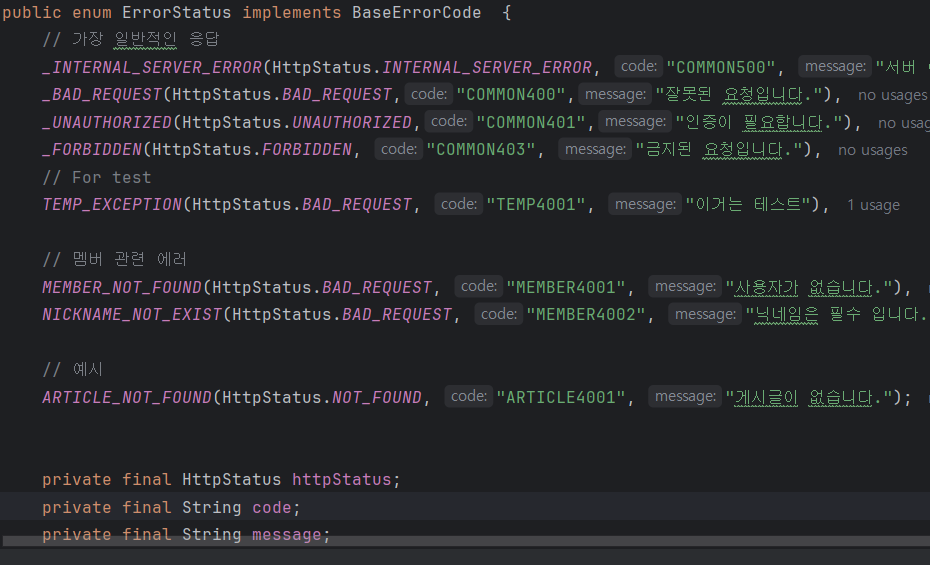 public enum ErrorStatus implements BaseErrorCode {
// 가장 일반적인 응답
_INTERNAL_SERVER_ERROR(HttpStatus.INTERNAL_SERVER_ERROR, code: "COMMON500", message: "서버
_BAD_REQUEST(HttpStatus.BAD_REQUEST, code: "COMMON400", message: "잘못된 요청입니다."), no usages
_UNAUTHORIZED(HttpStatus.UNAUTHORIZED, code: "COMMON401", message: "인증이 필요합니다."), no usag
_FORBIDDEN(HttpStatus.FORBIDDEN, code: "COMMON403", message: "금지된 요청입니다."), no usages
// For test
TEMP_EXCEPTION(HttpStatus.BAD_REQUEST, code: "TEMP4001", message: "이거는 테스트"), 1 usage
// 멤버 관련 에러
MEMBER_NOT_FOUND(HttpStatus.BAD_REQUEST, code: "MEMBER4001", message: "사용자가 없습니다."),
NICKNAME_NOT_EXIST(HttpStatus.BAD_REQUEST, code: "MEMBER4002", message: "닉네임은 필수 입니다.
// 예시
ARTICLE_NOT_FOUND(HttpStatus.NOT_FOUND, code: "ARTICLE4001", message: "게시글이 없습니다.");
private final HttpStatus httpStatus;
private final String code;
private final String message;